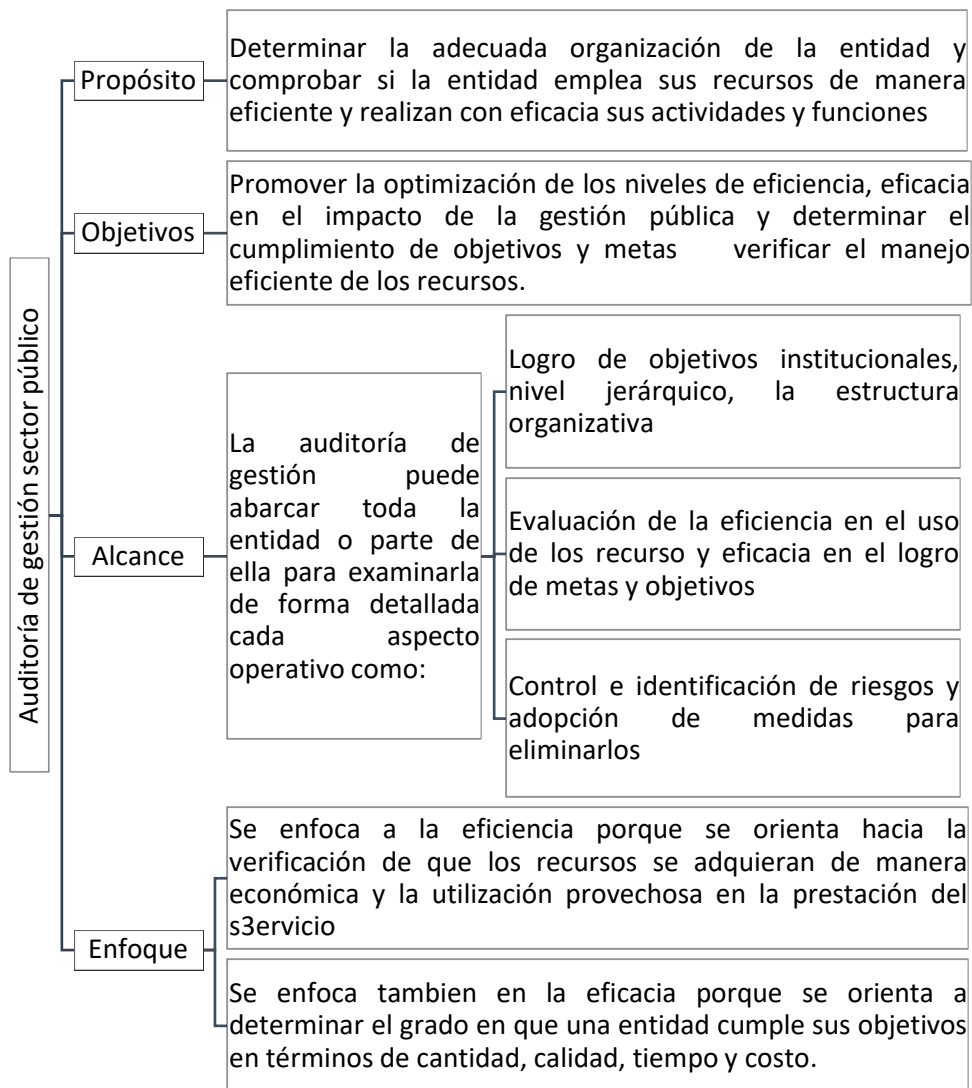 Auditoría de gestión sector público
Propósito
Determinar la adecuada organización de la entidad y
comprobar si la entidad emplea sus recursos de manera
eficiente y realizan con eficacia sus actividades y funciones
Objetivos
Promover la optimización de los niveles de eficiencia, eficacia
en el impacto de la gestión pública y determinar el
cumplimiento de objetivos y metas verificar el manejo
eficiente de los recursos.
Alcance
La auditoría de
gestión puede
abarcar toda la
entidad o parte de
ella para examinarla
de forma detallada
cada aspecto
operativo como:
Logro de objetivos institucionales,
nivel jerárquico, la estructura
organizativa
Evaluación de la eficiencia en el uso
de los recurso y eficacia en el logro
de metas y objetivos
Control e identificación de riesgos y
adopción de medidas para
eliminarlos
Enfoque
Se enfoca a la eficiencia porque se orienta hacia la
verificación de que los recursos se adquieran de manera
económica y la utilización provechosa en la prestación del
s3ervicio
Se enfoca tambien en la eficacia porque se orienta a
determinar el grado en que una entidad cumple sus objetivos
en términos de cantidad, calidad, tiempo y costo.